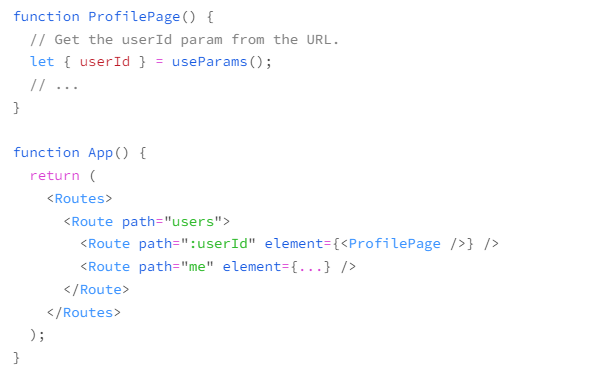 function ProfilePage() {
  // Get the userId param from the URL.
  let { userId } = useParams();
  // ...
}

function App() {
  return (
    <Routes>
      <Route path="users">
        <Route path=":userId" element={<ProfilePage />} />
        <Route path="me" element={...} />
      </Route>
    </Routes>
  );
}